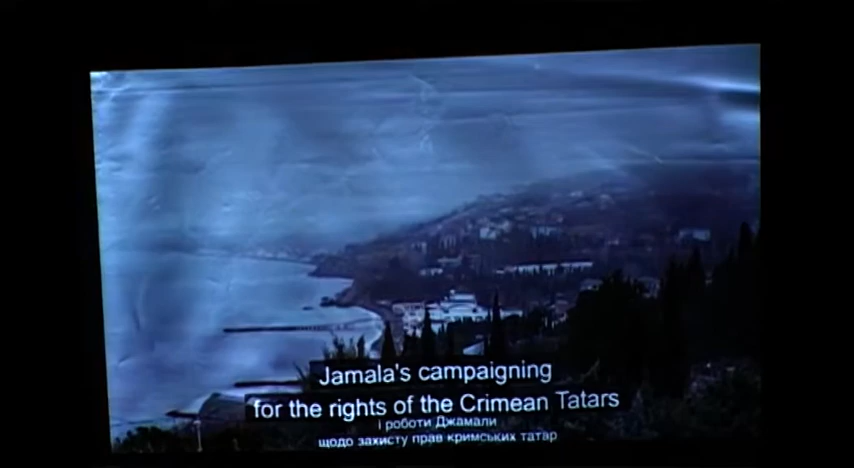 Jamala's campaigning
for the rights of the Crimean Tatars
і роботи Джамали
щодо захисту прав кримських татар